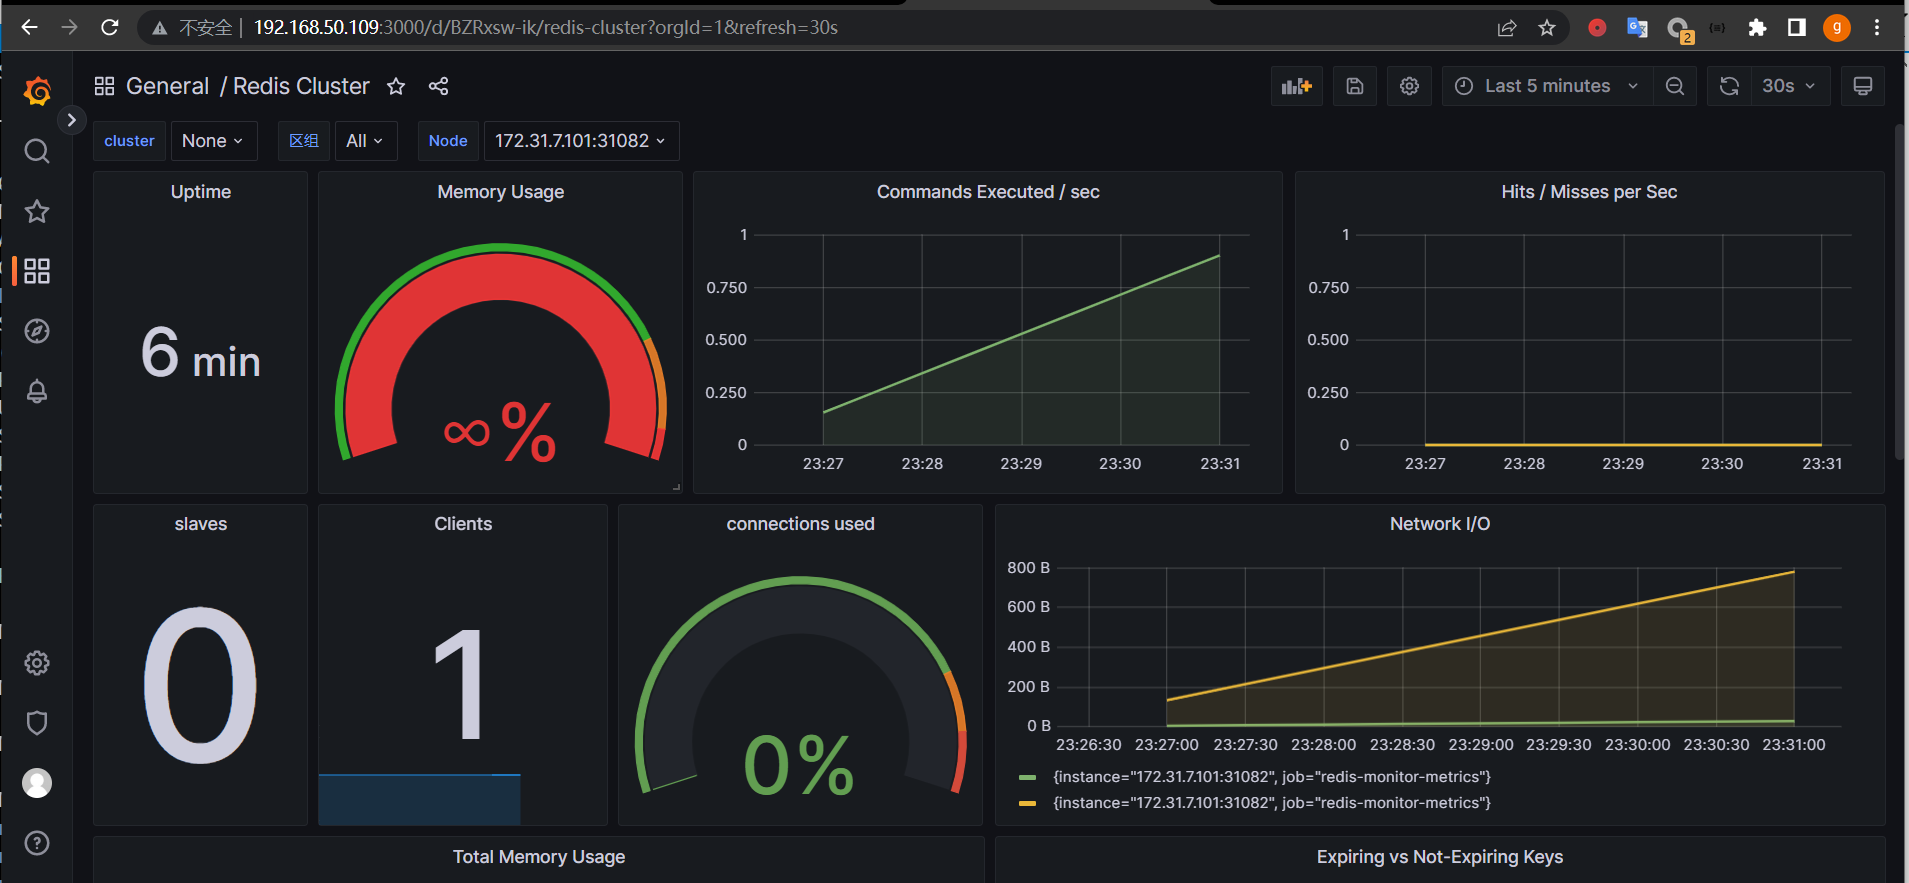 不安全 | 192.168.50.109:3000/d/BZRxsw-ik/redis-cluster?orgId=1&refresh=30s
2
g
General / Redis Cluster
Last 5 minutes
30s
cluster None 区组 All Node 172.31.7.101:31082
Uptime
6 min
Memory Usage
∞%
Commands Executed / sec
1
0.750
0.500
0.250
0
23:27 23:28 23:29 23:30 23:31
Hits / Misses per Sec
1
0.750
0.500
0.250
0
23:27 23:28 23:29 23:30 23:31
slaves
0
Clients
1
connections used
0%
Network I/O
800 B
600 B
400 B
200 B
0 B
23:26:30 23:27:00 23:27:30 23:28:00 23:28:30 23:29:00 23:29:30 23:30:00 23:30:30 23:31:00
{instance="172.31.7.101:31082", job="redis-monitor-metrics"}
{instance="172.31.7.101:31082", job="redis-monitor-metrics"}
Total Memory Usage
Expiring vs Not-Expiring Keys